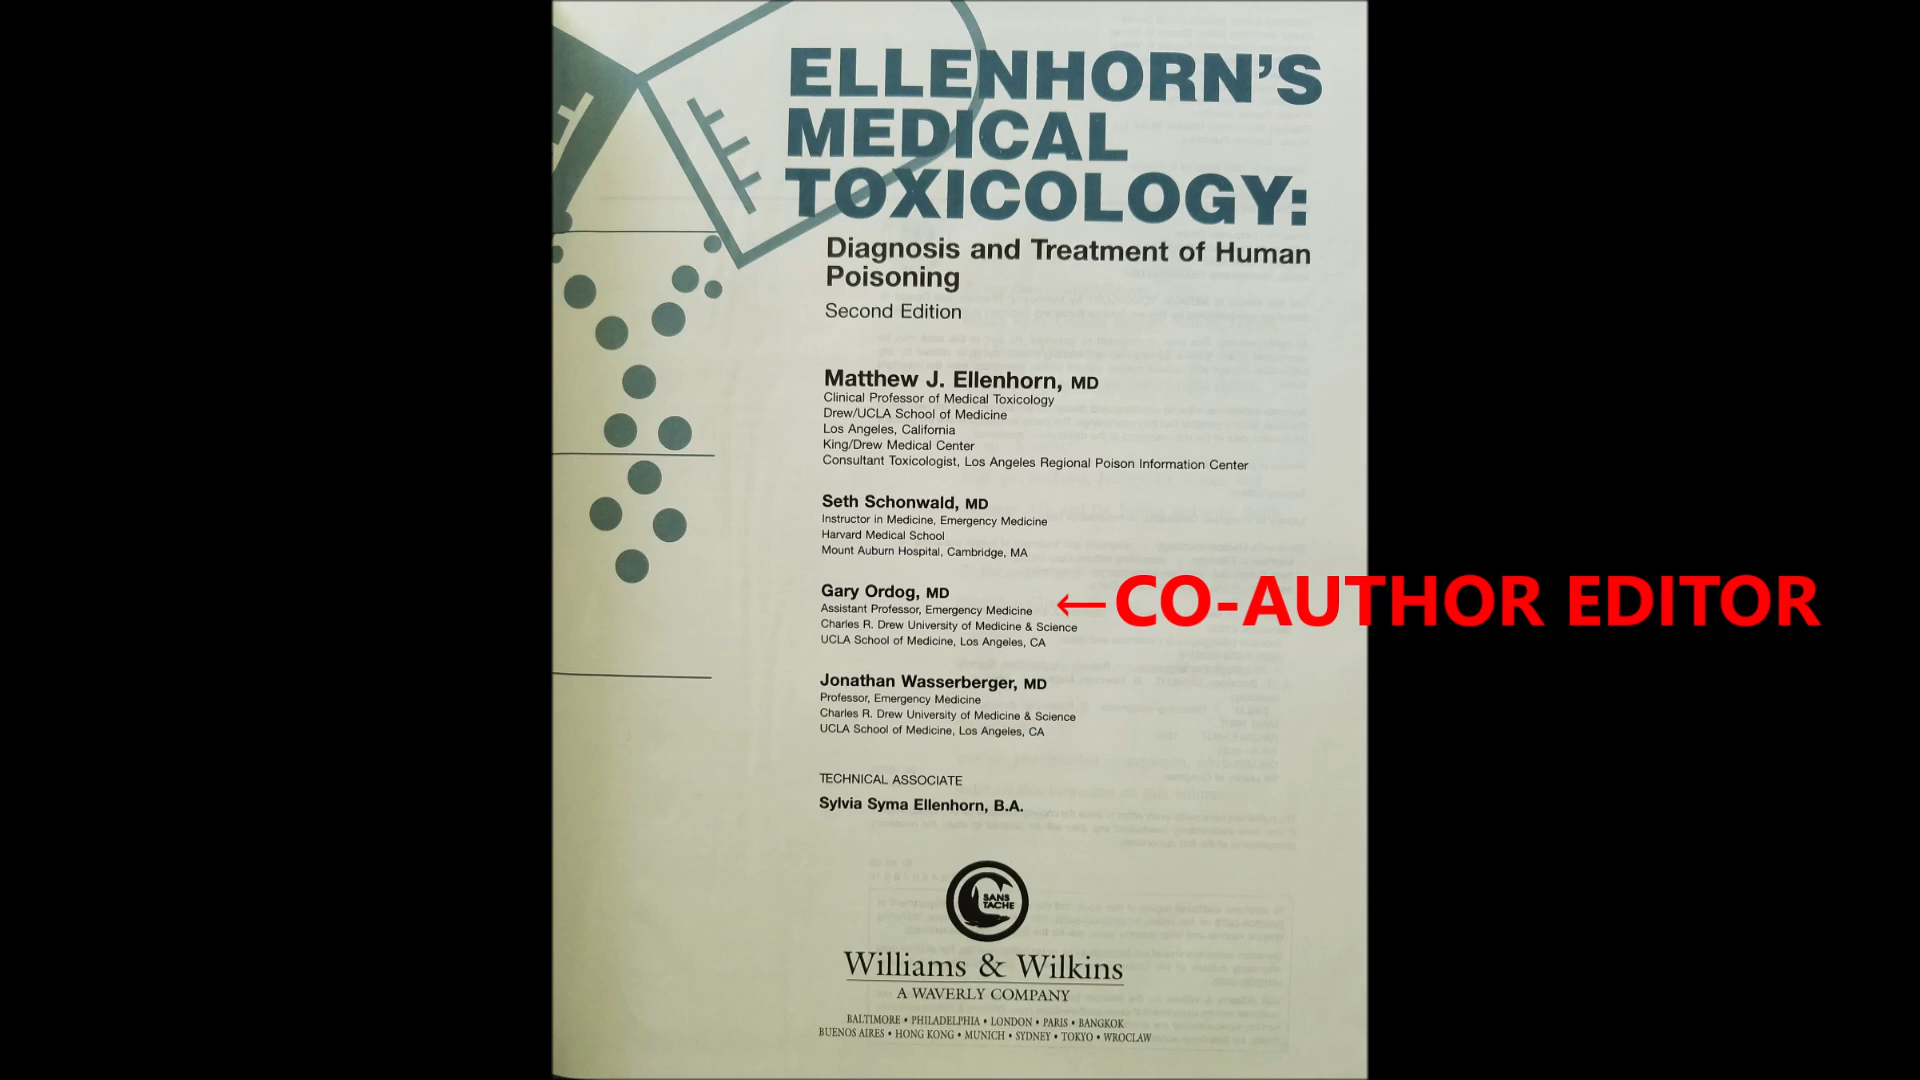 ELLENHORN'S
MEDICAL
TOXICOLOGY:
Diagnosis and Treatment of Human
Poisoning
Second Edition
Matthew J. Ellenhorn, MD
Clinical Professor of Medical Toxicology
Drew/UCLA School of Medicine
Los Angeles, California
King/Drew Medical Center
Consultant Toxicologist, Los Angeles Regional Poison Information Center
Seth Schonwald, MD
Instructor in Medicine, Emergency Medicine
Harvard Medical School
Mount Auburn Hospital, Cambridge, MA
Gary Ordog, MD
Assistant Professor, Emergency Medicine
Charles R. Drew University of Medicine & Science
UCLA School of Medicine, Los Angeles, CA
←CO-AUTHOR EDITOR
Jonathan Wasserberger, MD
Professor, Emergency Medicine
Charles R. Drew University of Medicine & Science
UCLA School of Medicine, Los Angeles, CA
TECHNICAL ASSOCIATE
Sylvia Syma Ellenhorn, B.A.
SANS
TACHE
Williams & Wilkins
A WAVERLY COMPANY
BALTIMORE • PHILADELPHIA • LONDON • PARIS • BANGKOK
BUENOS AIRES • HONG KONG • MUNICH • SYDNEY • TOKYO • WROCLAW